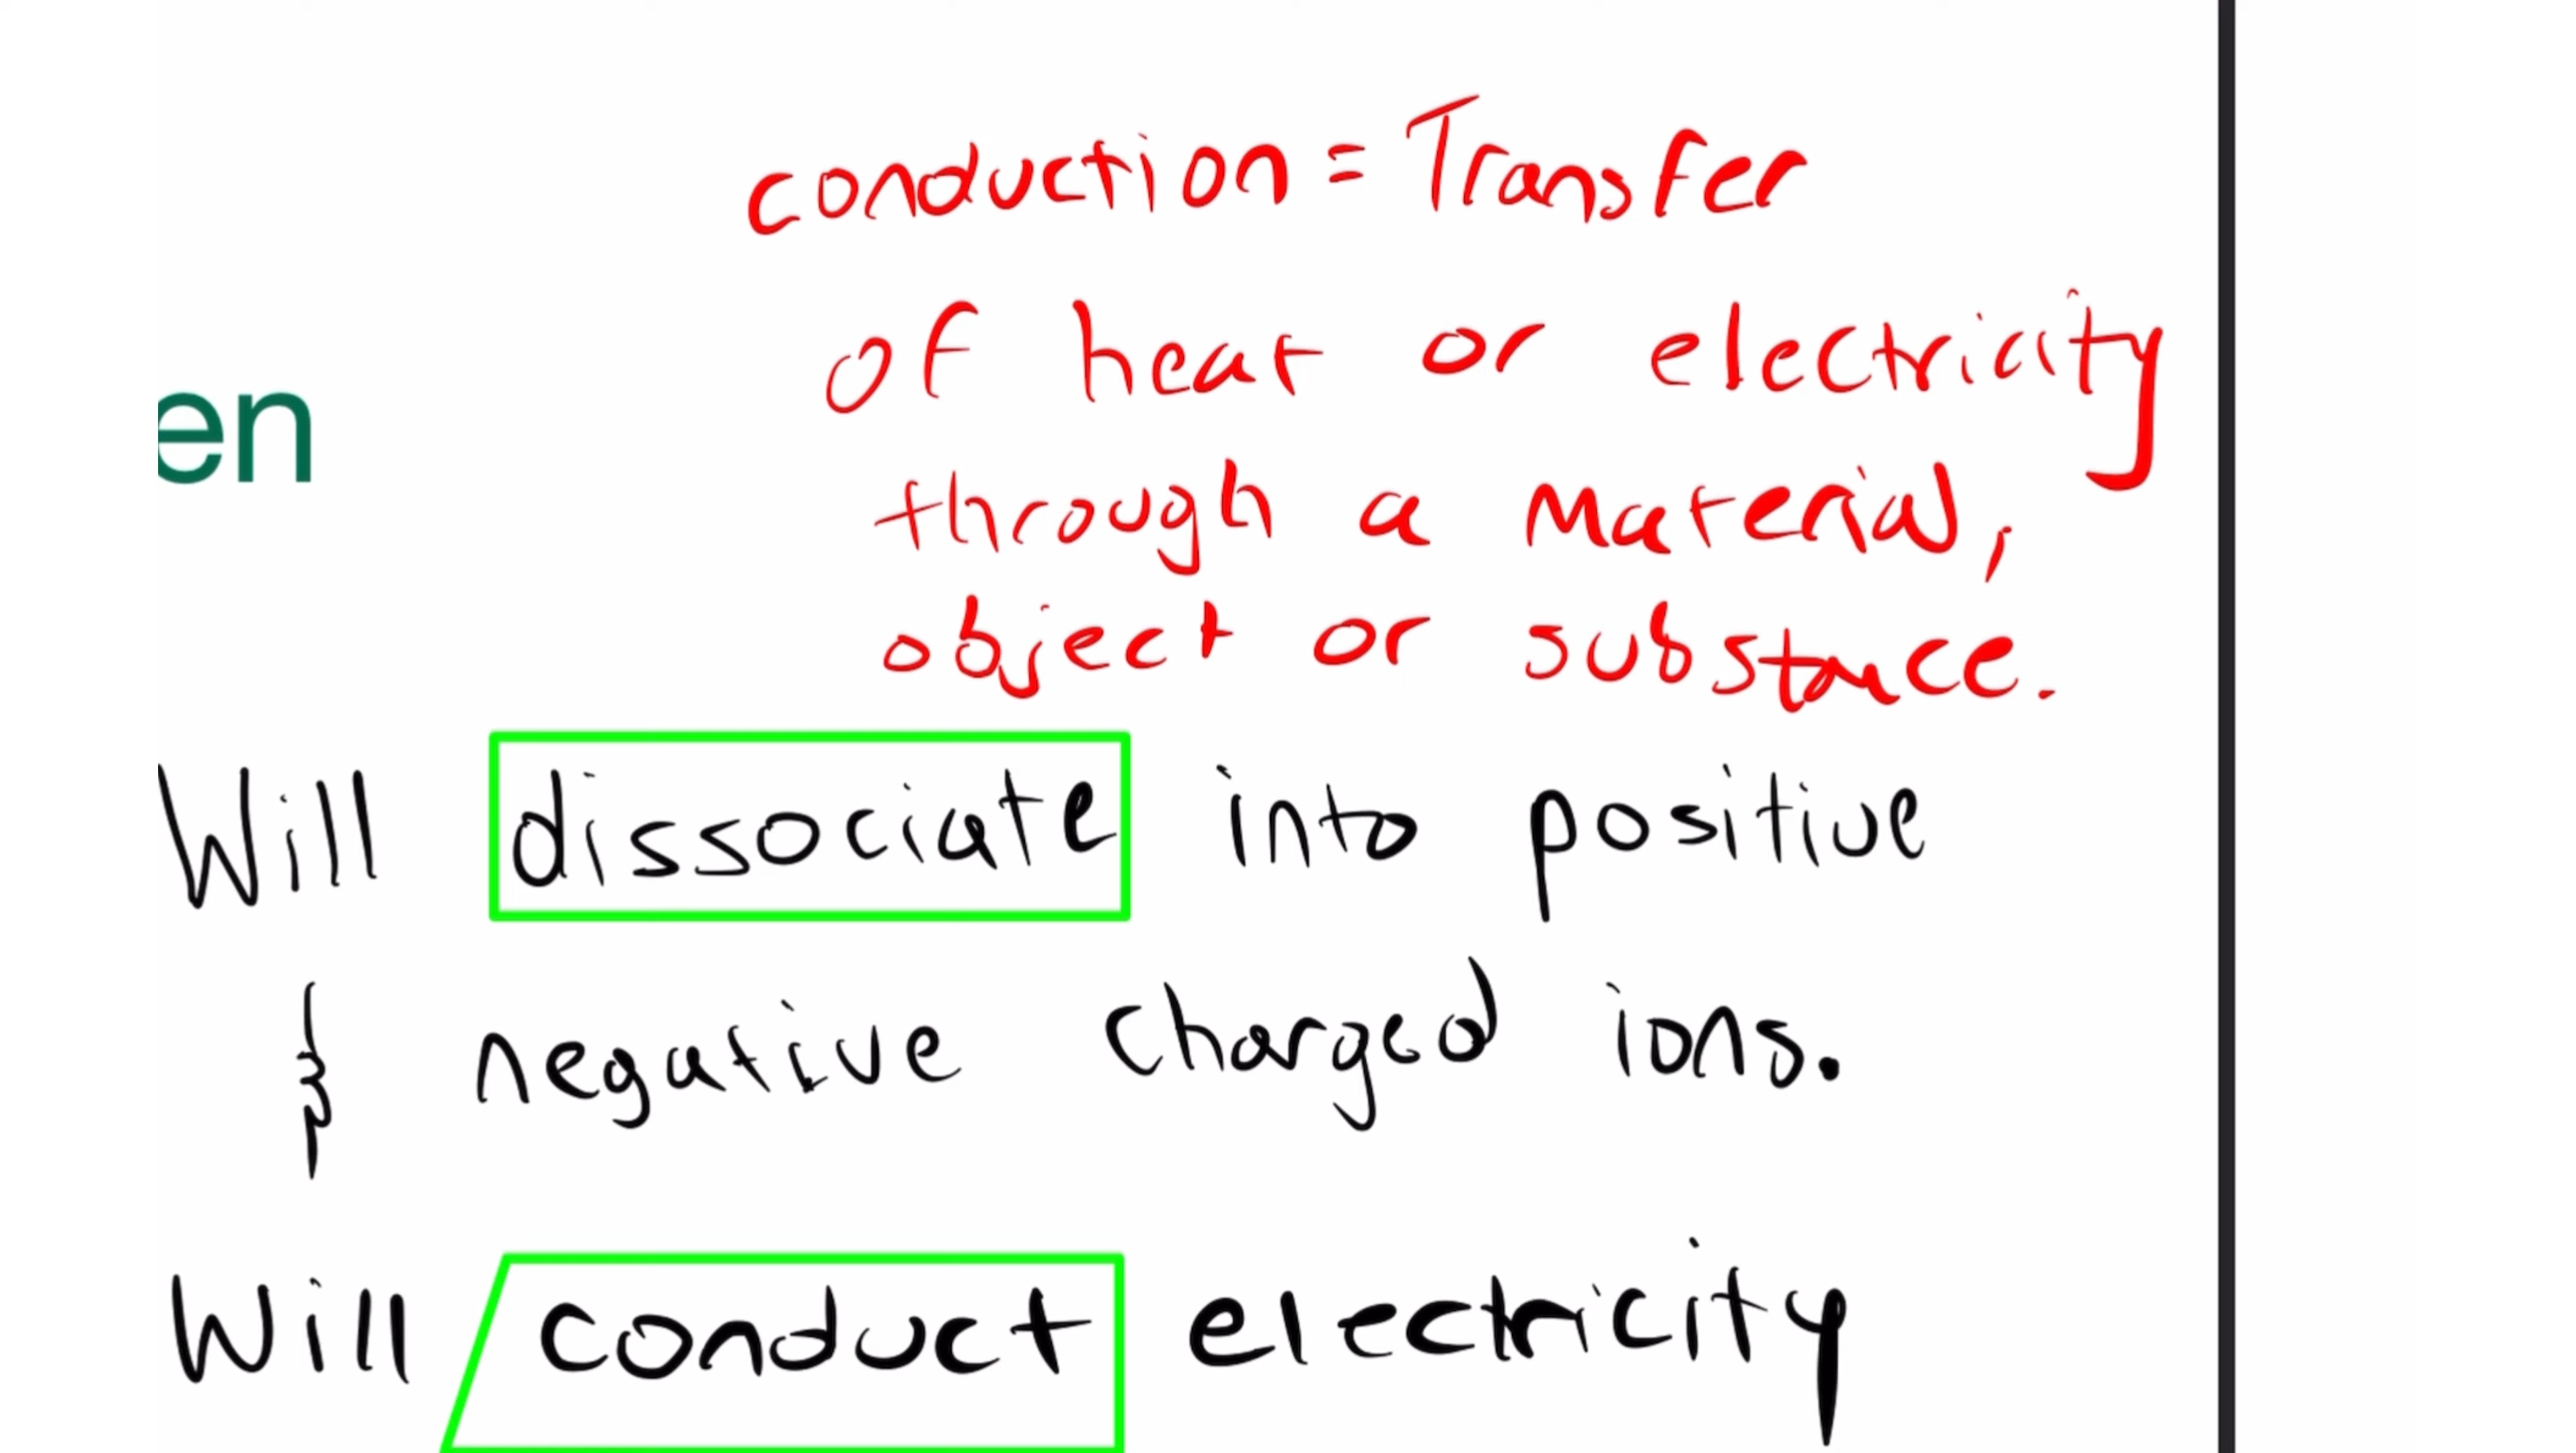 conduction = Transfer
of heat or electricity
en
through a material,
object or substance.
Will dissociate into positive
& negative charged ions.
Will conduct electricity